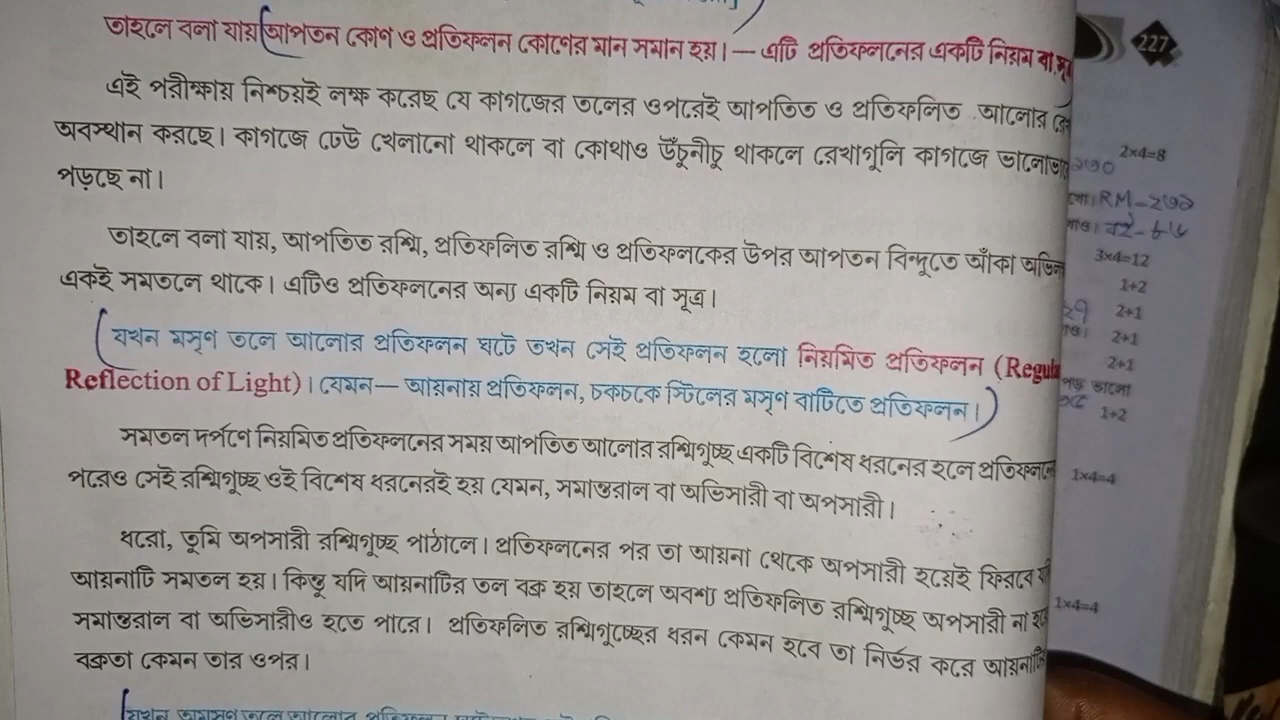 তাহলে বলা যায় আপতন কোণ ও প্রতিফলন কোণের মান সমান হয়। — এটি প্রতিফলনের একটি নিয়ম বা
এই পরীক্ষায় নিশ্চয়ই লক্ষ করেছ যে কাগজের তলের ওপরেই আপতিত ও প্রতিফলিত আলোর
অবস্থান করছে। কাগজে ঢেউ খেলানো থাকলে বা কোথাও উঁচুনীচু থাকলে রেখাগুলি কাগজে
পড়ছে না।
তাহলে বলা যায়, আপতিত রশ্মি, প্রতিফলিত রশ্মি ও প্রতিফলকের উপর আপতন বিন্দুতে আঁকা
একই সমতলে থাকে। এটিও প্রতিফলনের অন্য একটি নিয়ম বা সূত্র।
যখন মসৃণ তলে আলোর প্রতিফলন ঘটে তখন সেই প্রতিফলন হলো নিয়মিত প্রতিফলন (Regula
Reflection of Light)। যেমন— আয়নায় প্রতিফলন, চকচকে স্টিলের মসৃণ বাটিতে প্রতিফলন।
সমতল দর্পণে নিয়মিত প্রতিফলনের সময় আপতিত আলোর রশ্মিগুচ্ছ একটি বিশেষ ধরনের হলে
পরেও সেই রশ্মিগুচ্ছ ওই বিশেষ ধরনেরই হয় যেমন, সমান্তরাল বা অভিসারী বা অপসারী।
ধরো, তুমি অপসারী রশ্মিগুচ্ছ পাঠালে। প্রতিফলনের পর তা আয়না থেকে অপসারী হয়েই ফিরবে
আয়নাটি সমতল হয়। কিন্তু যদি আয়নাটির তল বক্র হয় তাহলে অবশ্য প্রতিফলিত রশ্মিগুচ্ছ অপসারী না
সমান্তরাল বা অভিসারীও হতে পারে। প্রতিফলিত রশ্মিগুচ্ছের ধরন কেমন হবে তা নির্ভর করে
বক্রতা কেমন তার ওপর।
227
2×4=8
RM-২৩৯
3×4=12
1+2
2+1
2+1
2+1
ভালো
1+2
1×4=4
1×4=4